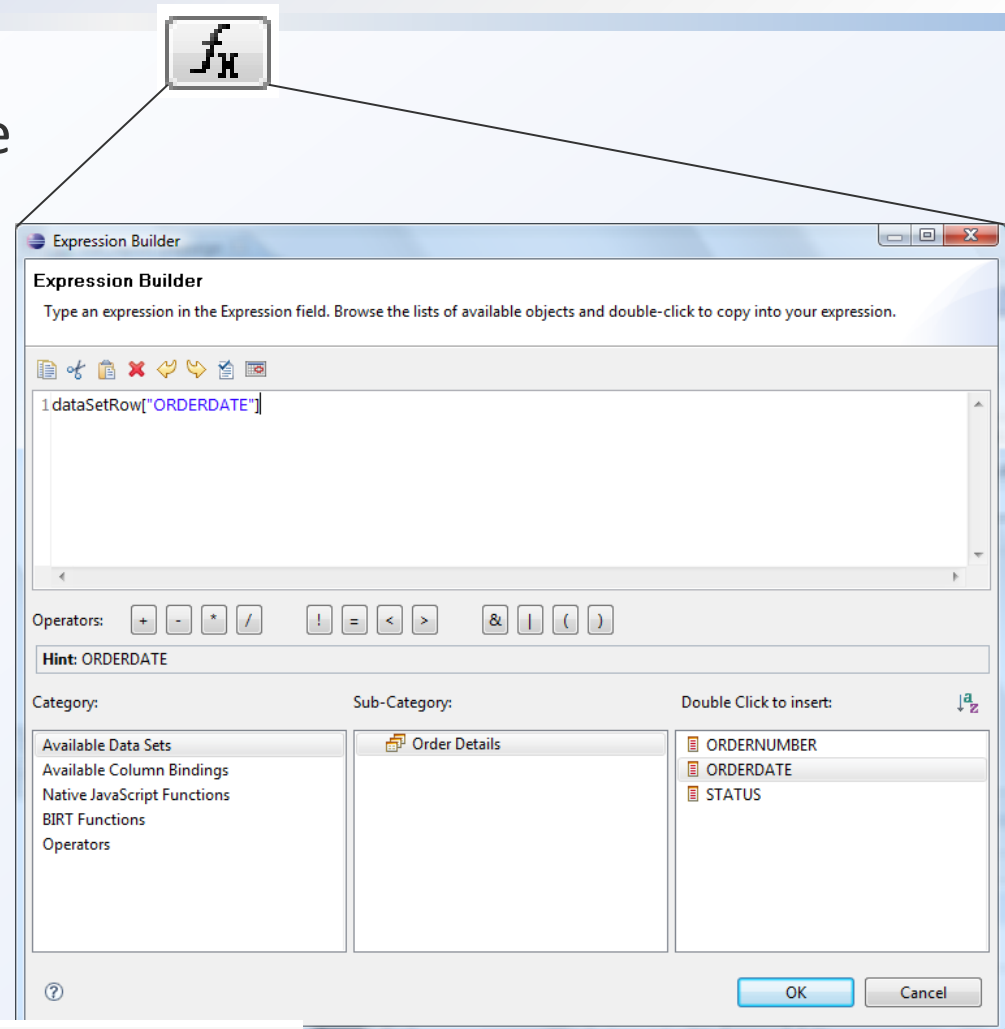 fx
e
Expression Builder
Expression Builder
Type an expression in the Expression field. Browse the lists of available objects and double-click to copy into your expression.
1 dataSetRow["ORDERDATE"]
Operators: + - * / ! = < > & | ( )
Hint: ORDERDATE
Category: Sub-Category: Double Click to insert: a z
Available Data Sets Order Details ORDERNUMBER
Available Column Bindings ORDERDATE
Native JavaScript Functions STATUS
BIRT Functions
Operators
? OK Cancel